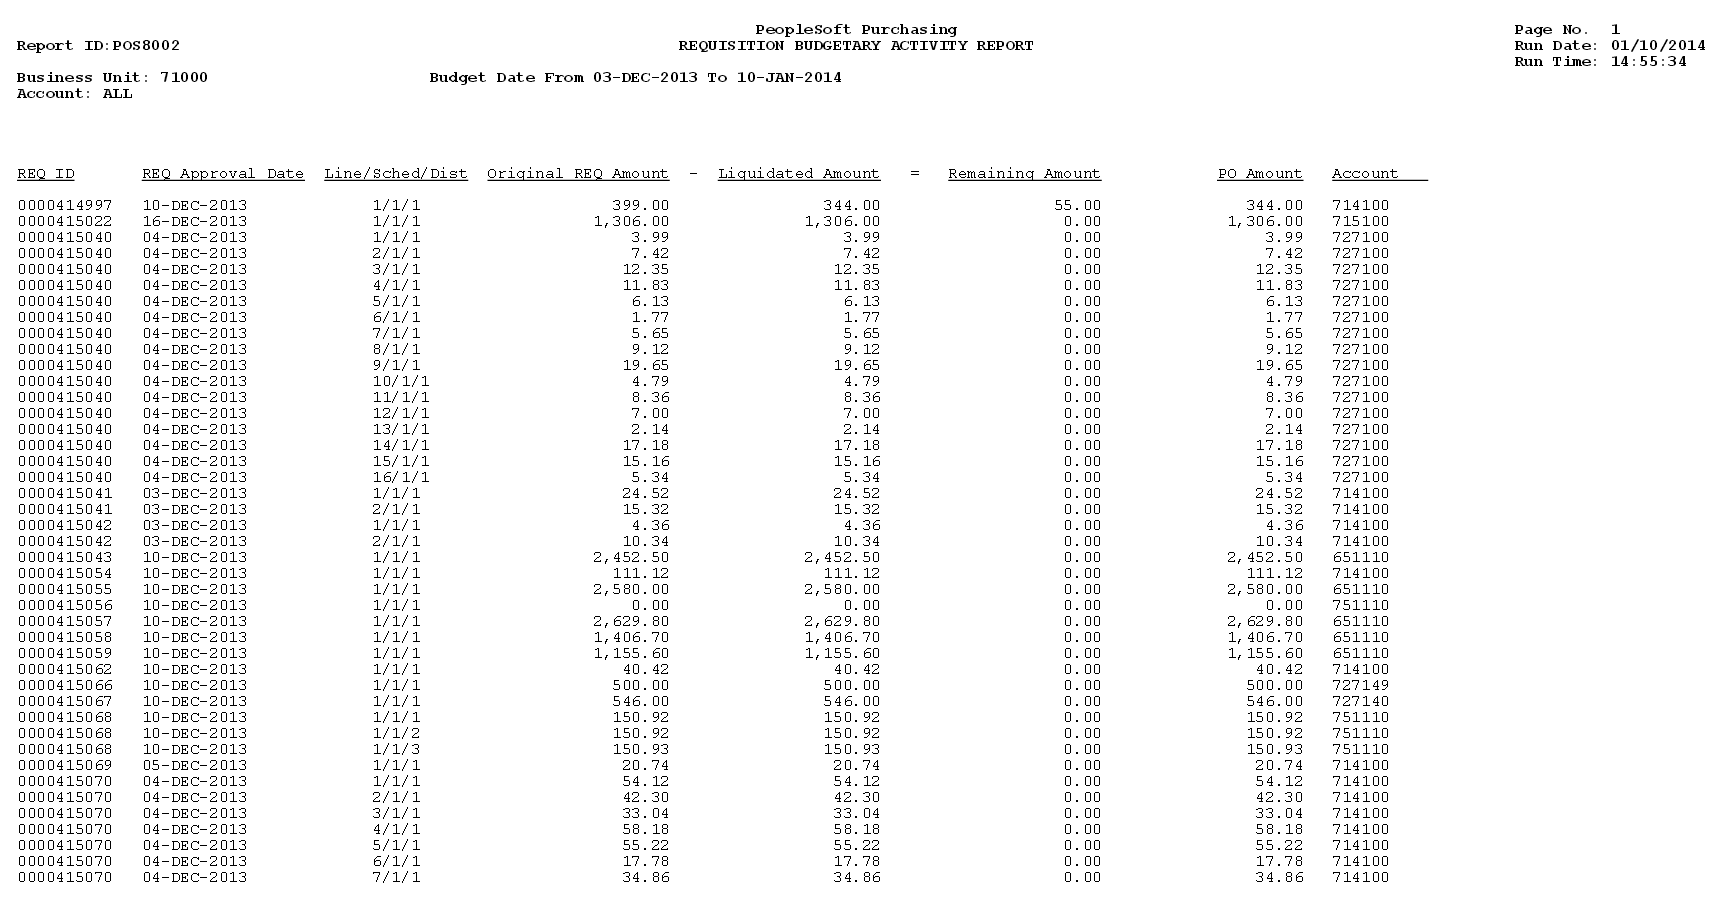 PeopleSoft Purchasing Page No. 1
Report ID:POS8002 REQUISITION BUDGETARY ACTIVITY REPORT Run Date: 01/10/2014
Run Time: 14:55:34
Business Unit: 71000 Budget Date From 03-DEC-2013 To 10-JAN-2014
Account: ALL
REQ ID REQ Approval Date Line/Sched/Dist Original REQ Amount - Liquidated Amount = Remaining Amount PO Amount Account
0000414997 10-DEC-2013 1/1/1 399.00 344.00 55.00 344.00 714100
0000415022 16-DEC-2013 1/1/1 1,306.00 1,306.00 0.00 1,306.00 715100
0000415040 04-DEC-2013 1/1/1 3.99 3.99 0.00 3.99 727100
0000415040 04-DEC-2013 2/1/1 7.42 7.42 0.00 7.42 727100
0000415040 04-DEC-2013 3/1/1 12.35 12.35 0.00 12.35 727100
0000415040 04-DEC-2013 4/1/1 11.83 11.83 0.00 11.83 727100
0000415040 04-DEC-2013 5/1/1 6.13 6.13 0.00 6.13 727100
0000415040 04-DEC-2013 6/1/1 1.77 1.77 0.00 1.77 727100
0000415040 04-DEC-2013 7/1/1 5.65 5.65 0.00 5.65 727100
0000415040 04-DEC-2013 8/1/1 9.12 9.12 0.00 9.12 727100
0000415040 04-DEC-2013 9/1/1 19.65 19.65 0.00 19.65 727100
0000415040 04-DEC-2013 10/1/1 4.79 4.79 0.00 4.79 727100
0000415040 04-DEC-2013 11/1/1 8.36 8.36 0.00 8.36 727100
0000415040 04-DEC-2013 12/1/1 7.00 7.00 0.00 7.00 727100
0000415040 04-DEC-2013 13/1/1 2.14 2.14 0.00 2.14 727100
0000415040 04-DEC-2013 14/1/1 17.18 17.18 0.00 17.18 727100
0000415040 04-DEC-2013 15/1/1 15.16 15.16 0.00 15.16 727100
0000415040 04-DEC-2013 16/1/1 5.34 5.34 0.00 5.34 727100
0000415041 03-DEC-2013 1/1/1 24.52 24.52 0.00 24.52 714100
0000415041 03-DEC-2013 2/1/1 15.32 15.32 0.00 15.32 714100
0000415042 03-DEC-2013 1/1/1 4.36 4.36 0.00 4.36 714100
0000415042 03-DEC-2013 2/1/1 10.34 10.34 0.00 10.34 714100
0000415043 10-DEC-2013 1/1/1 2,452.50 2,452.50 0.00 2,452.50 651110
0000415054 10-DEC-2013 1/1/1 111.12 111.12 0.00 111.12 714100
0000415055 10-DEC-2013 1/1/1 2,580.00 2,580.00 0.00 2,580.00 651110
0000415056 10-DEC-2013 1/1/1 0.00 0.00 0.00 0.00 751110
0000415057 10-DEC-2013 1/1/1 2,629.80 2,629.80 0.00 2,629.80 651110
0000415058 10-DEC-2013 1/1/1 1,406.70 1,406.70 0.00 1,406.70 651110
0000415059 10-DEC-2013 1/1/1 1,155.60 1,155.60 0.00 1,155.60 651110
0000415062 10-DEC-2013 1/1/1 40.42 40.42 0.00 40.42 714100
0000415066 10-DEC-2013 1/1/1 500.00 500.00 0.00 500.00 727149
0000415067 10-DEC-2013 1/1/1 546.00 546.00 0.00 546.00 727140
0000415068 10-DEC-2013 1/1/1 150.92 150.92 0.00 150.92 751110
0000415068 10-DEC-2013 1/1/2 150.92 150.92 0.00 150.92 751110
0000415068 10-DEC-2013 1/1/3 150.93 150.93 0.00 150.93 751110
0000415069 05-DEC-2013 1/1/1 20.74 20.74 0.00 20.74 714100
0000415070 04-DEC-2013 1/1/1 54.12 54.12 0.00 54.12 714100
0000415070 04-DEC-2013 2/1/1 42.30 42.30 0.00 42.30 714100
0000415070 04-DEC-2013 3/1/1 33.04 33.04 0.00 33.04 714100
0000415070 04-DEC-2013 4/1/1 58.18 58.18 0.00 58.18 714100
0000415070 04-DEC-2013 5/1/1 55.22 55.22 0.00 55.22 714100
0000415070 04-DEC-2013 6/1/1 17.78 17.78 0.00 17.78 714100
0000415070 04-DEC-2013 7/1/1 34.86 34.86 0.00 34.86 714100